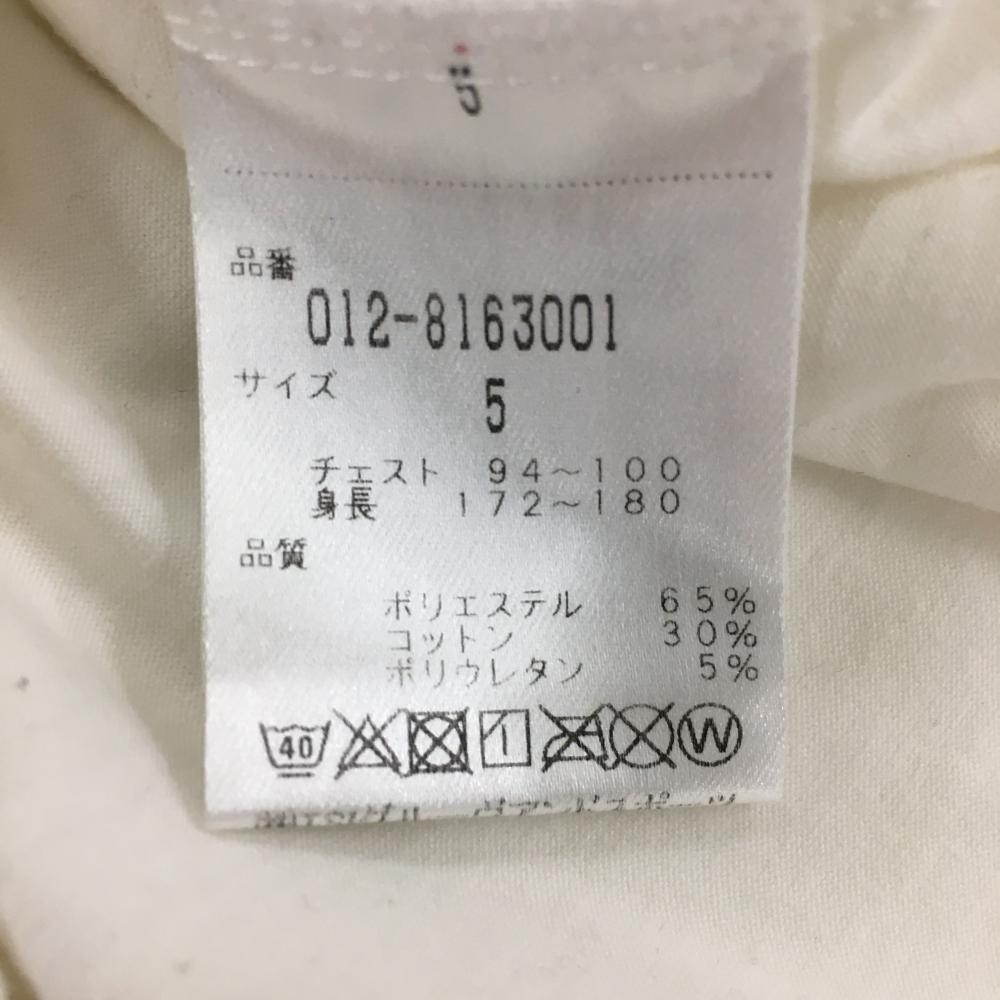 5
品番
012-8163001
サイズ
5
チェスト 94~100
身長 172~180
品質
ポリエステル 65%
コットン 30%
ポリウレタン 5%
40 W